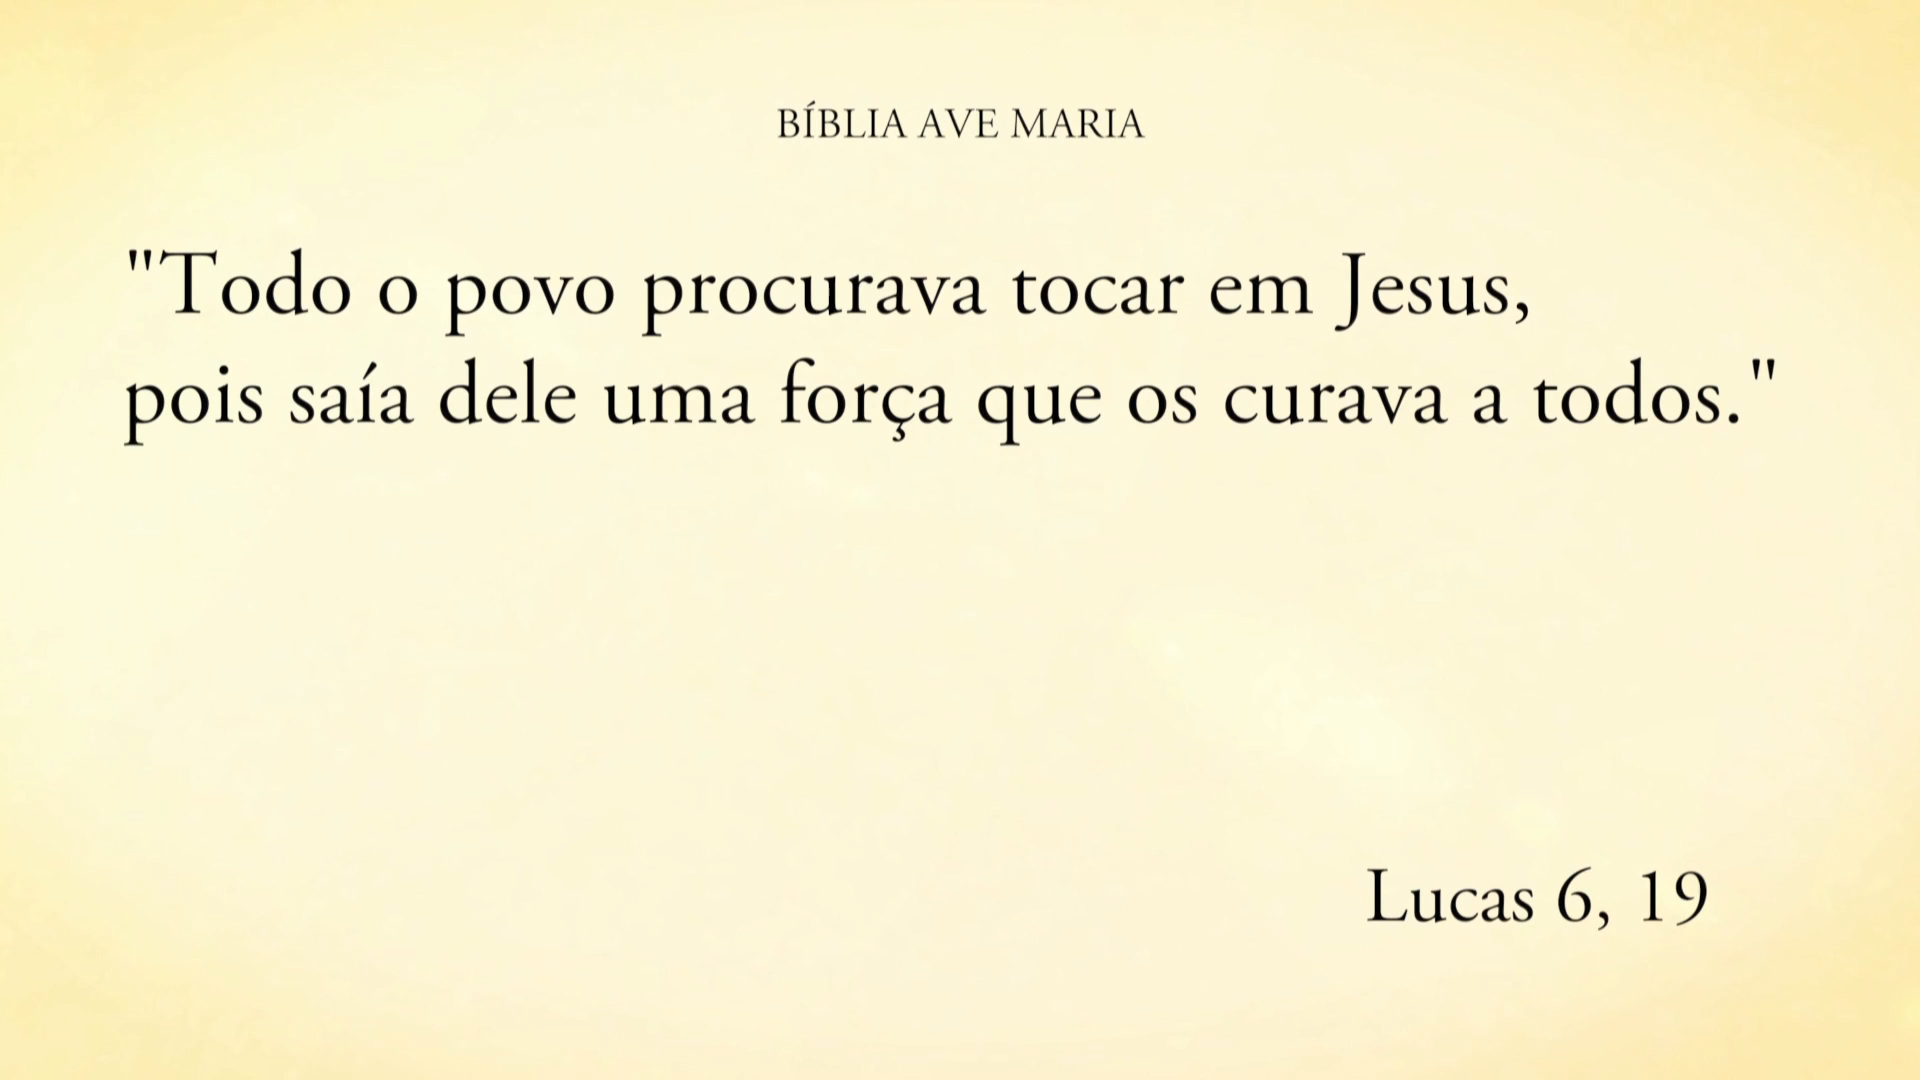 BÍBLIA AVE MARIA
"Todo o povo procurava tocar em Jesus,
pois saía dele uma força que os curava a todos."
Lucas 6, 19